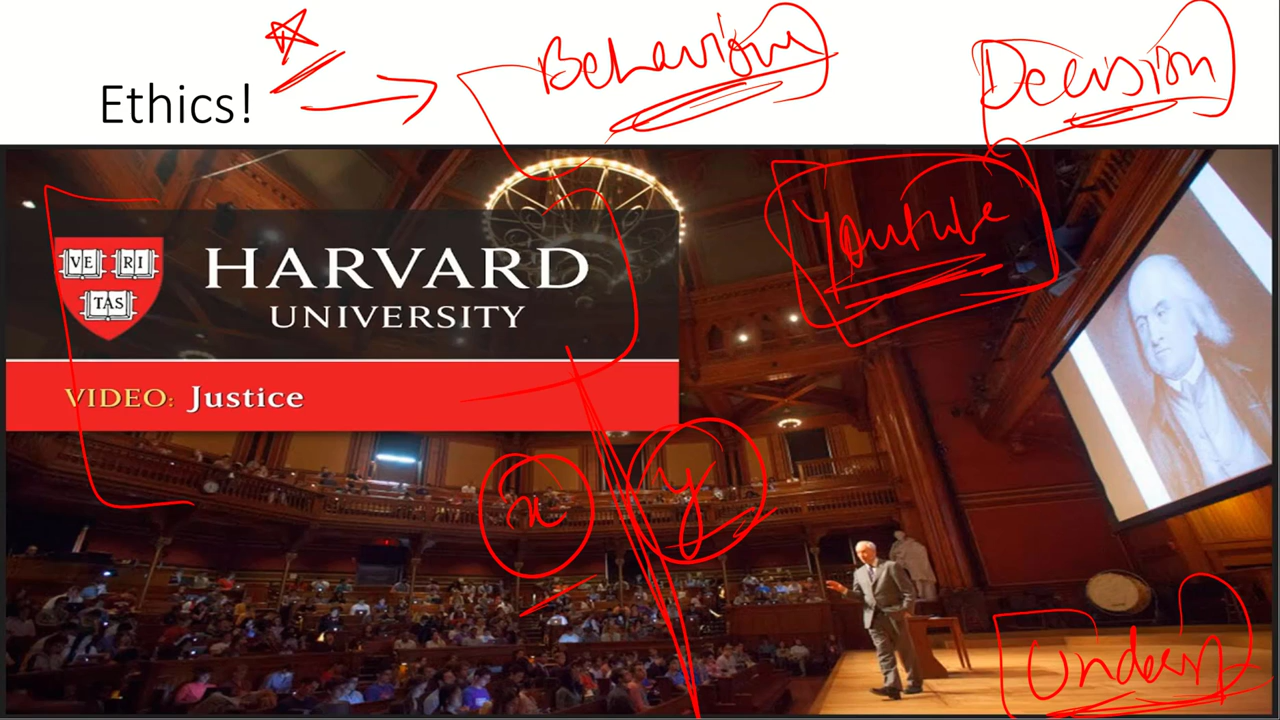 Behaviour
Decision
Ethics!
Youtube
VE RI
TAS
HARVARD
UNIVERSITY
VIDEO: Justice
x y